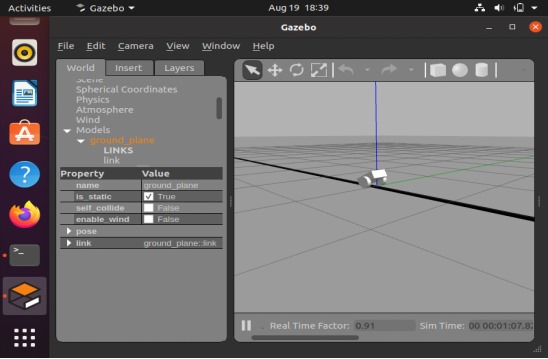 Activities Gazebo Aug 19 18:39
Gazebo
File Edit Camera View Window Help
World Insert Layers
Scene
Spherical Coordinates
Physics
Atmosphere
Wind
Models
ground_plane
LINKS
link
Property Value
name ground_plane
is_static True
self_collide False
enable_wind False
pose
link ground_plane::link
Real Time Factor: 0.91 Sim Time: 00 00:01:07.82